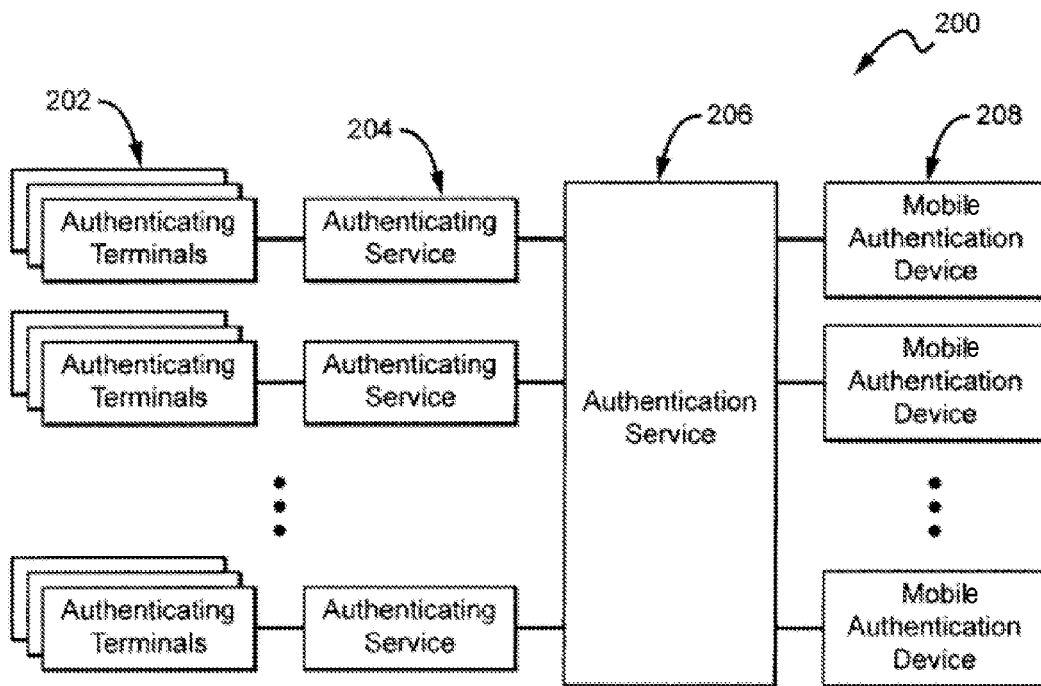 200
202
204
206
208
Authenticating
Terminals
Authenticating
Service
Mobile
Authentication
Device
Authenticating
Terminals
Authenticating
Service
Authentication
Service
Mobile
Authentication
Device
Authenticating
Terminals
Authenticating
Service
Mobile
Authentication
Device